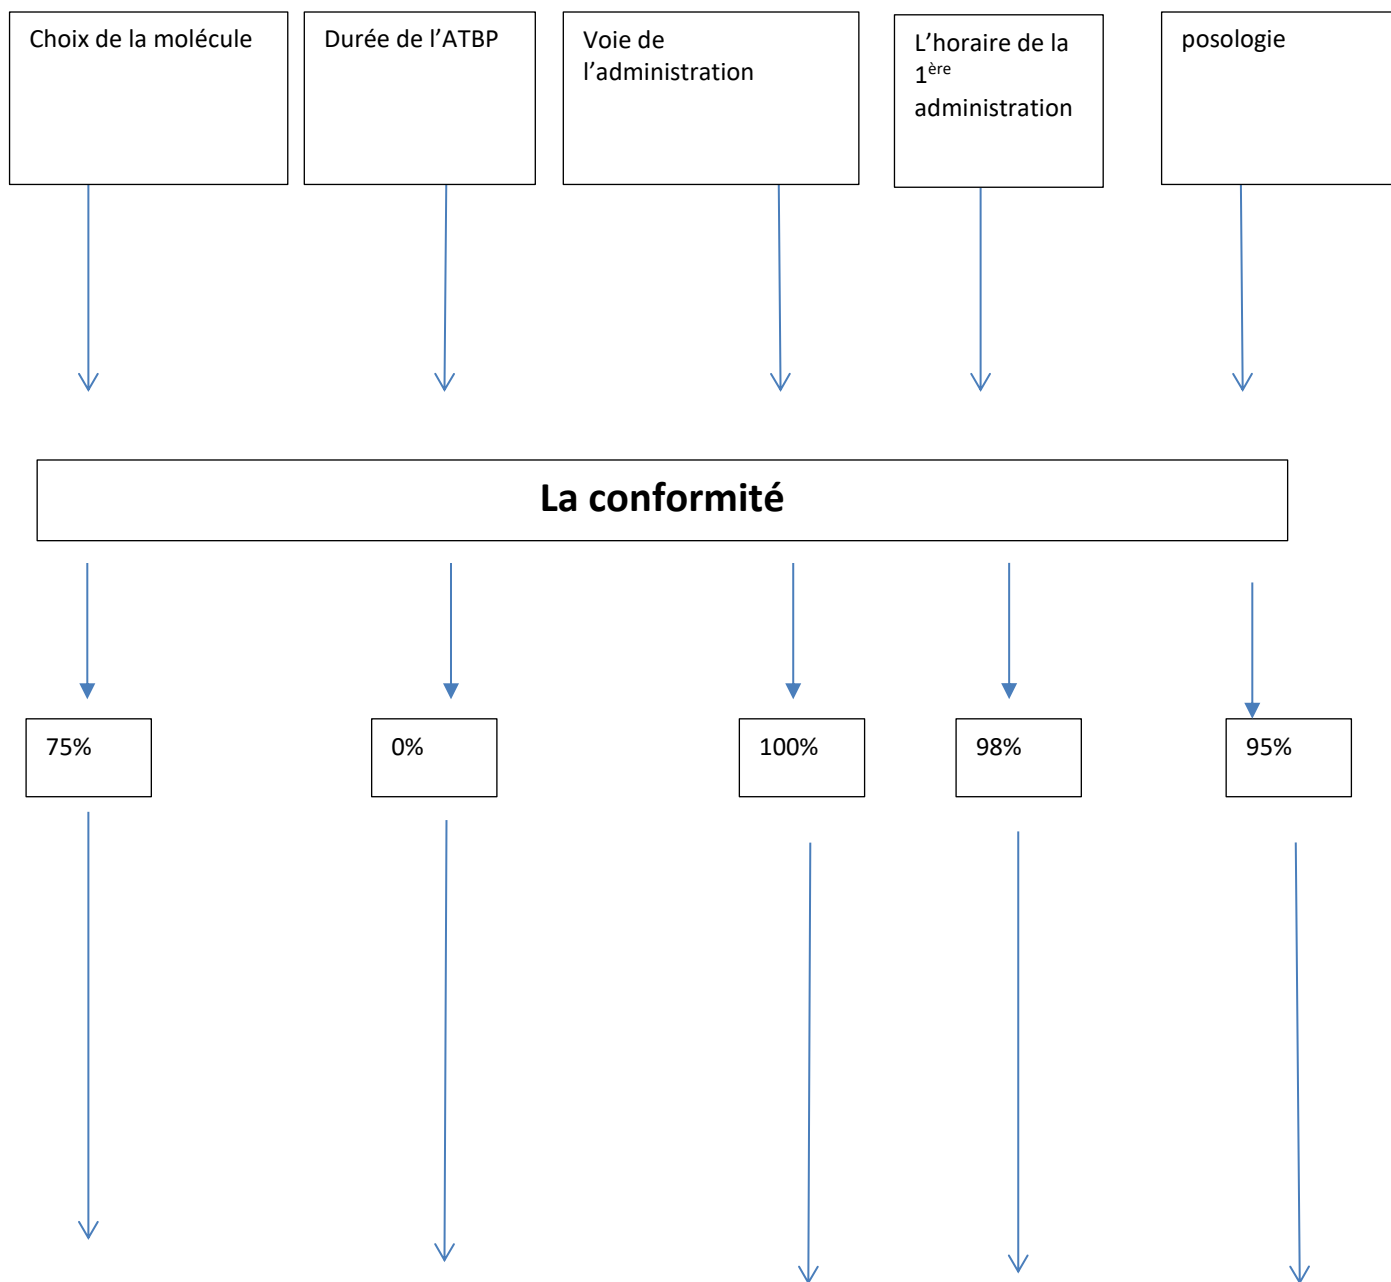 Choix de la molécule
Durée de l’ATBP
Voie de
l’administration
L’horaire de la
1ère
administration
posologie
La conformité
75%
0%
100%
98%
95%